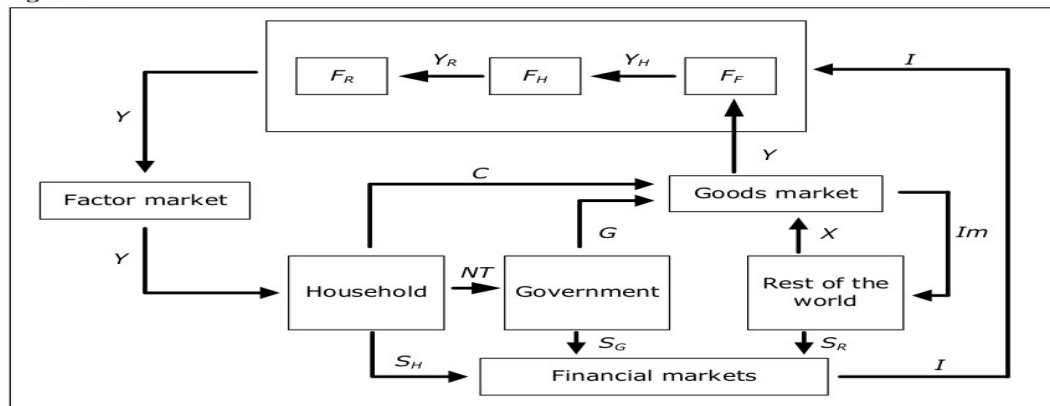 Y_R
Y_H
I
F_R
F_H
F_F
Y
Y
C
Factor market
Goods market
Y
G
X
Im
NT
Household
Government
Rest of the
world
S_H
S_G
S_R
Financial markets
I